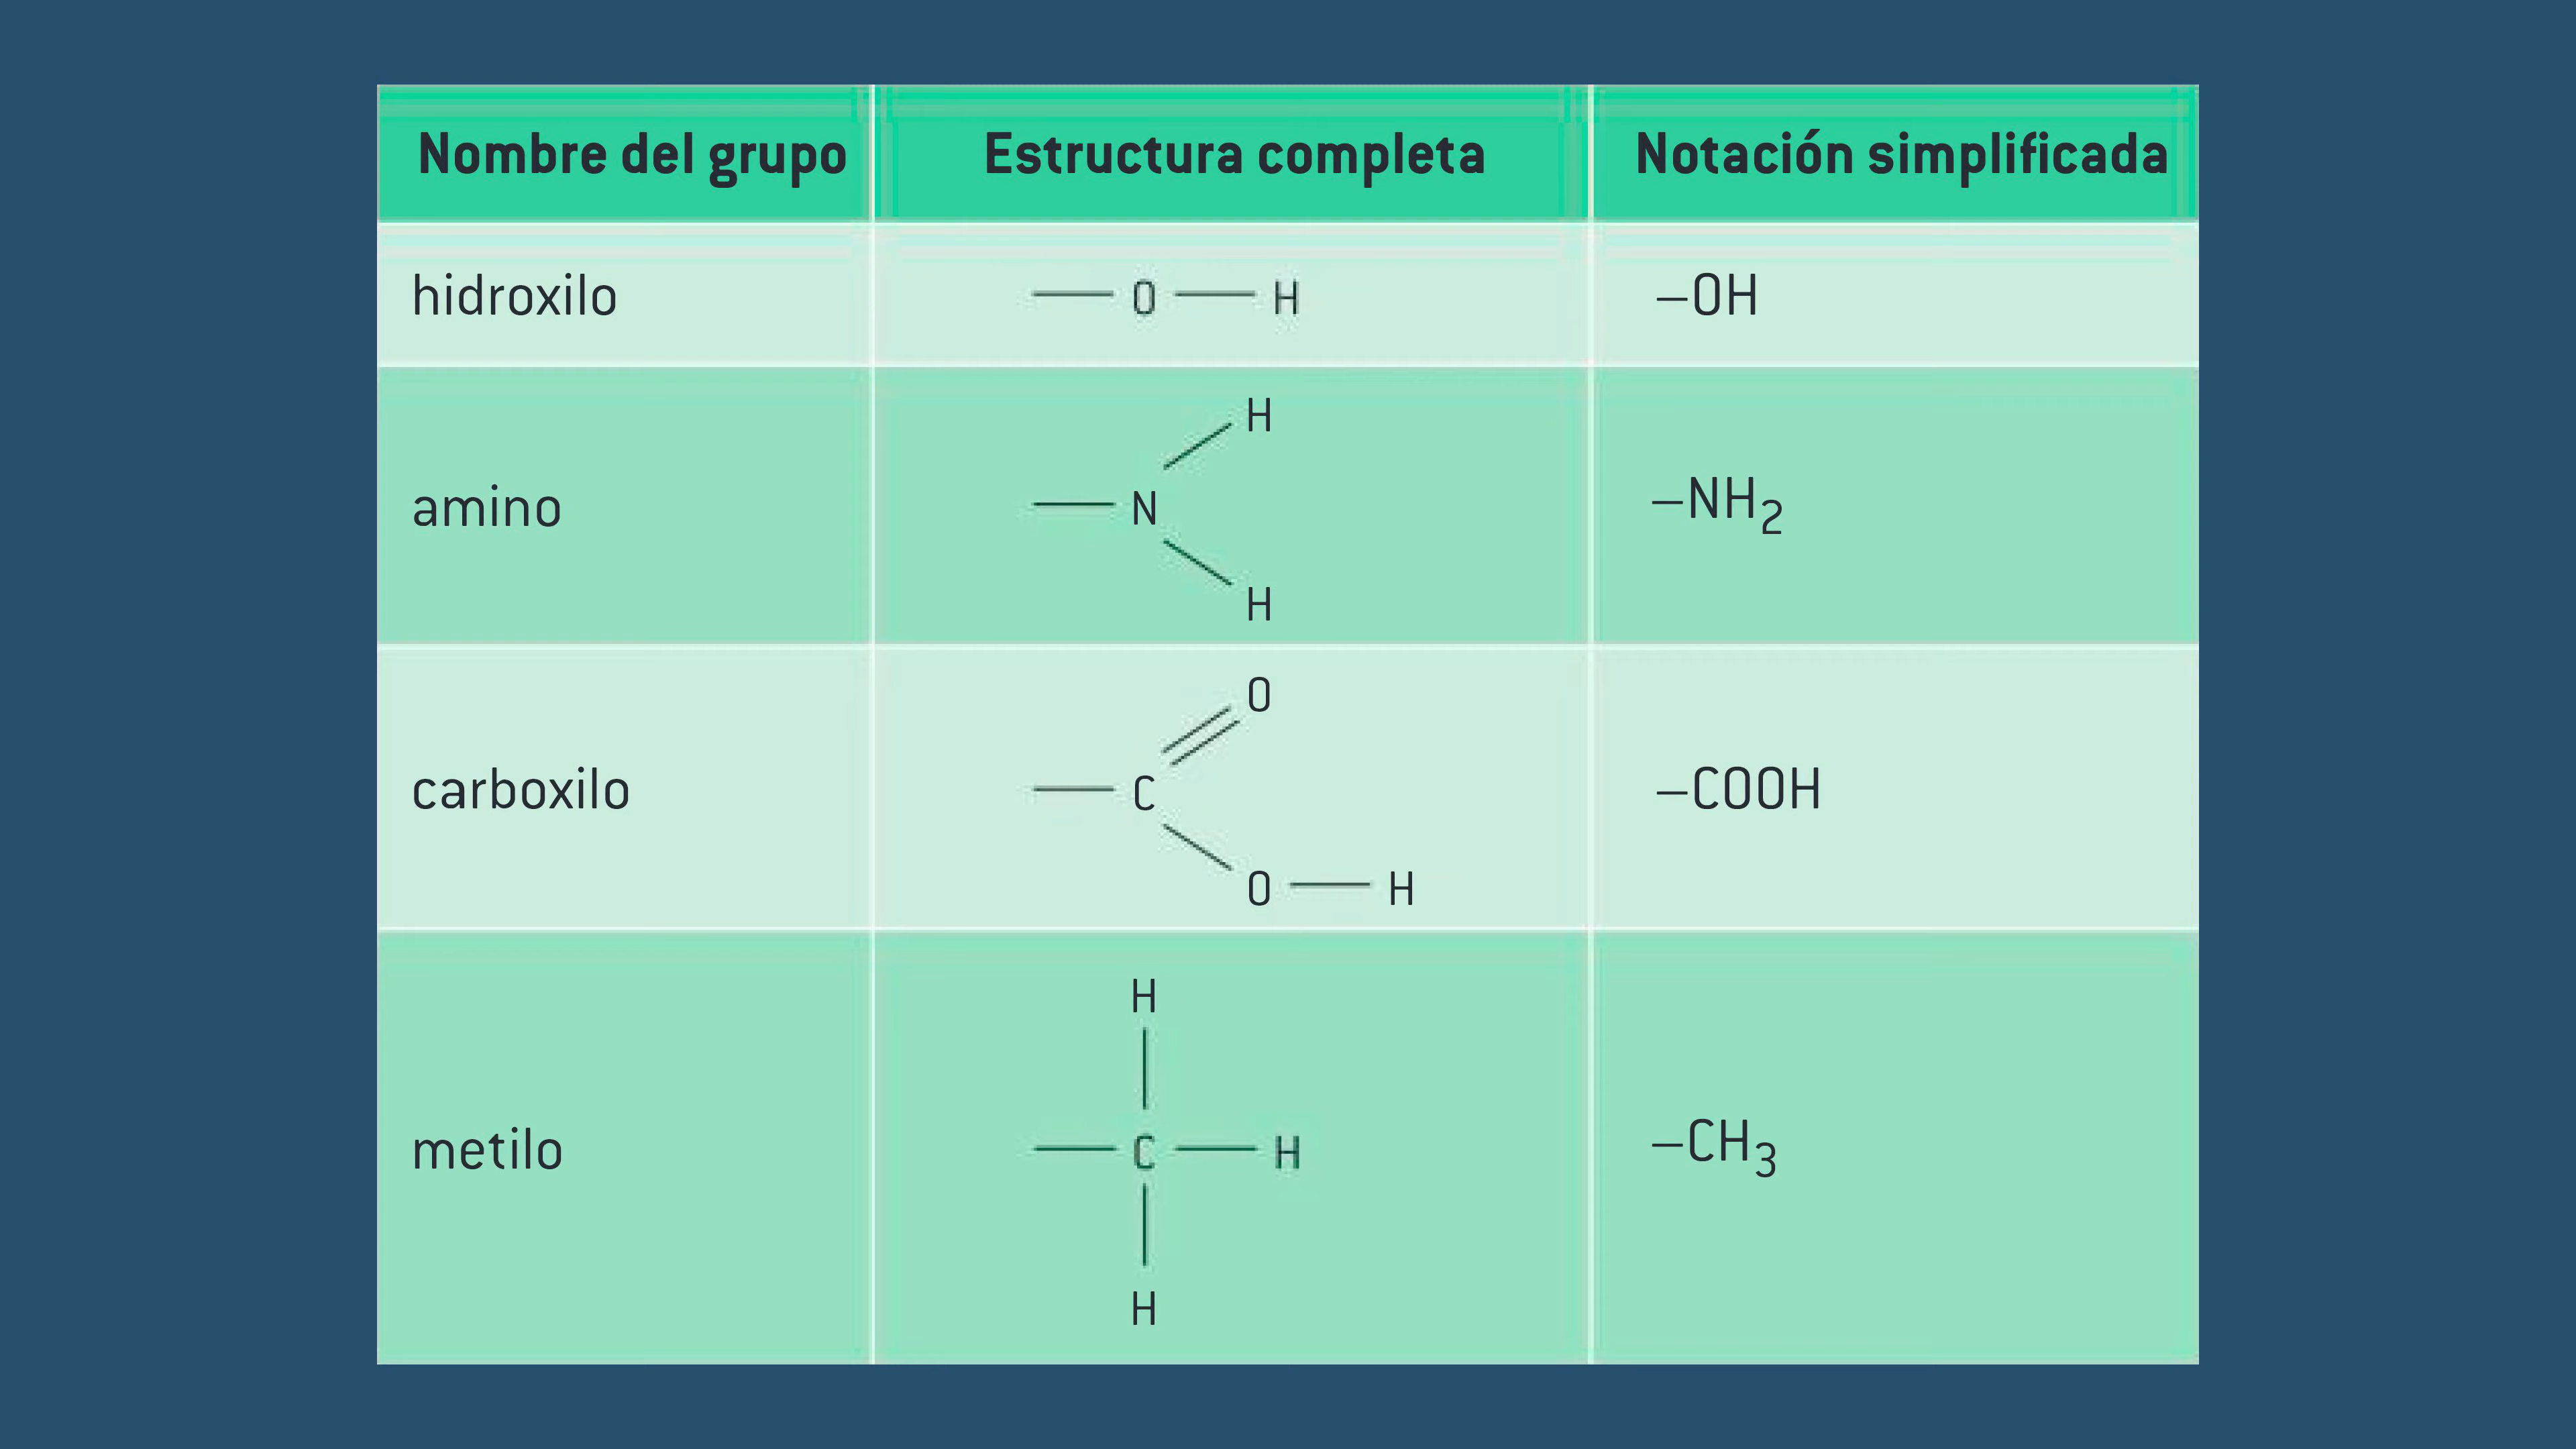 Nombre del grupo Estructura completa Notación simplificada
hidroxilo O H –OH
amino H N H –NH2
carboxilo O C O H –COOH
metilo H C H H –CH3